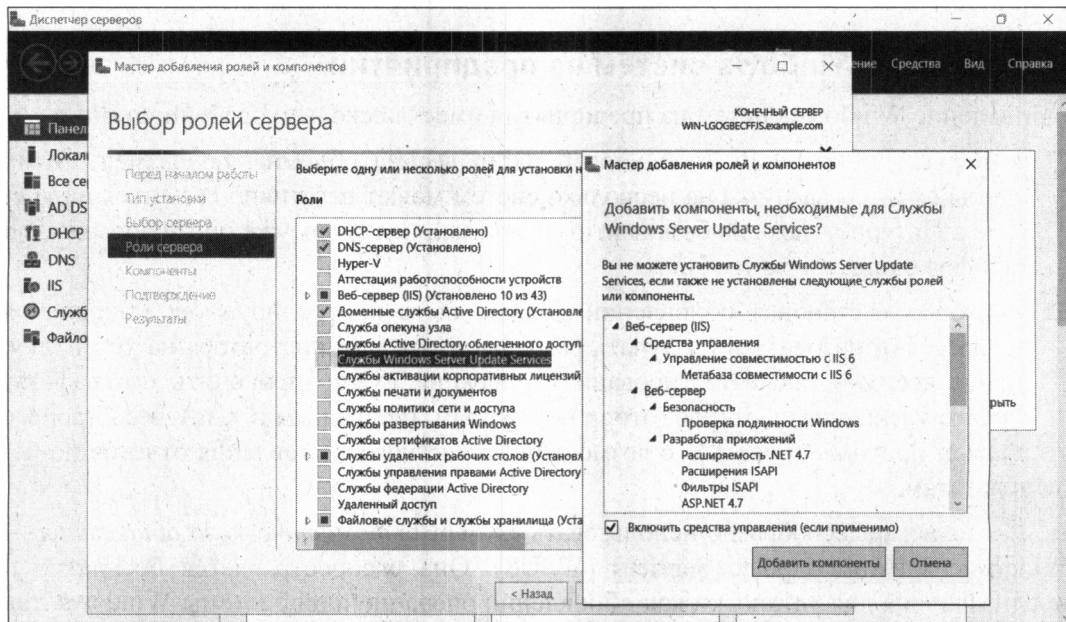 Диспетчер серверов
ение Средства Вид Справка
Панел
Локал
Все се
AD DS
DHCP
DNS
IIS
Служб
Файло
Мастер добавления ролей и компонентов
Выбор ролей сервера
КОНЕЧНЫЙ СЕРВЕР
WIN-LGOGBECFFJS.example.com
Перед началом работы
Тип установки
Выбор сервера
Роли сервера
Компоненты
Подтверждение
Результаты
Выберите одну или несколько ролей для установки н
Роли
DHCP-сервер (Установлено)
DNS-сервер (Установлено)
Hyper-V
Аттестация работоспособности устройств
Веб-сервер (IIS) (Установлено 10 из 43)
Доменные службы Active Directory (Установле
Служба опекуна узла
Службы Active Directory облегченного доступ
Службы Windows Server Update Services
Службы активации корпоративных лицензий
Службы печати и документов
Службы политики сети и доступа
Службы развертывания Windows
Службы сертификатов Active Directory
Службы удаленных рабочих столов (Установл
Службы управления правами Active Directory
Службы федерации Active Directory
Удаленный доступ
Файловые службы и службы хранилища (Уста
< Назад
Мастер добавления ролей и компонентов
Добавить компоненты, необходимые для Службы
Windows Server Update Services?
Вы не можете установить Службы Windows Server Update
Services, если также не установлены следующие службы ролей
или компоненты.
Веб-сервер (IIS)
Средства управления
Управление совместимостью с IIS 6
Метабаза совместимости с IIS 6
Веб-сервер
Безопасность
Проверка подлинности Windows
Разработка приложений
Расширяемость .NET 4.7
Расширения ISAPI
Фильтры ISAPI
ASP.NET 4.7
Включить средства управления (если применимо)
Добавить компоненты
Отмена
рыть